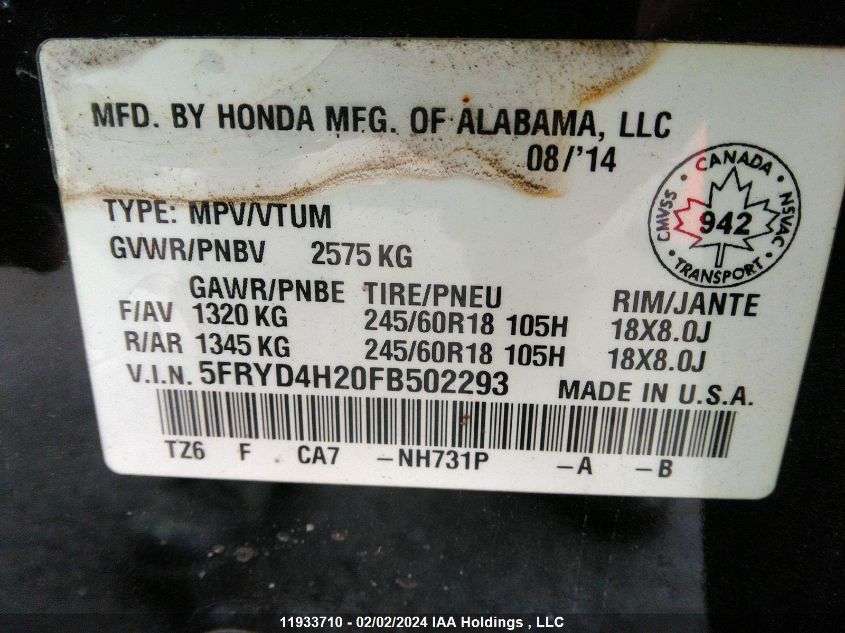 MFD. BY HONDA MFG. OF ALABAMA, LLC
08/'14
CANADA
CMVSS
942
NSVAC
TRANSPORT
TYPE: MPV/VTUM
GVWR/PNBV 2575 KG
GAWR/PNBE TIRE/PNEU RIM/JANTE
F/AV 1320 KG 245/60R18 105H 18X8.0J
R/AR 1345 KG 245/60R18 105H 18X8.0J
V.I.N. 5FRYD4H20FB502293 MADE IN U.S.A.
TZ6 F CA7 -NH731P -A -B
11933710 - 02/02/2024 IAA Holdings , LLC